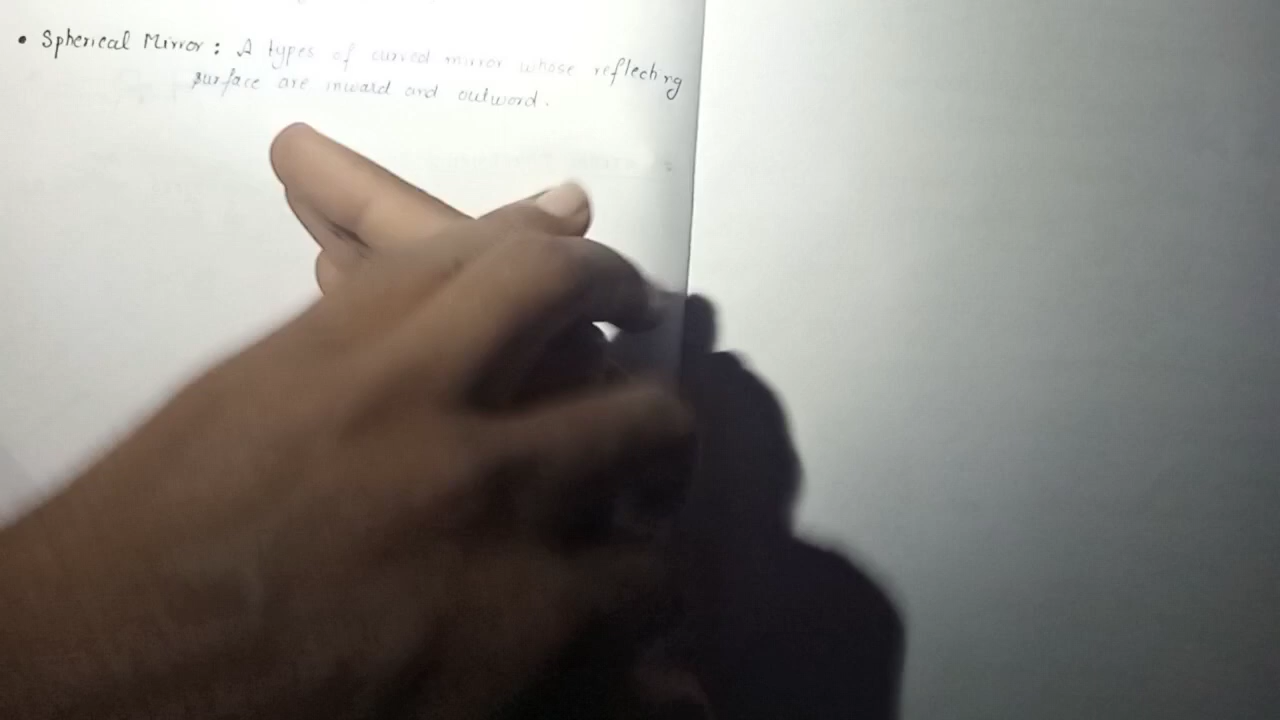 • Spherical Mirror : A types of curved mirror whose reflecting
surface are inward and outword.